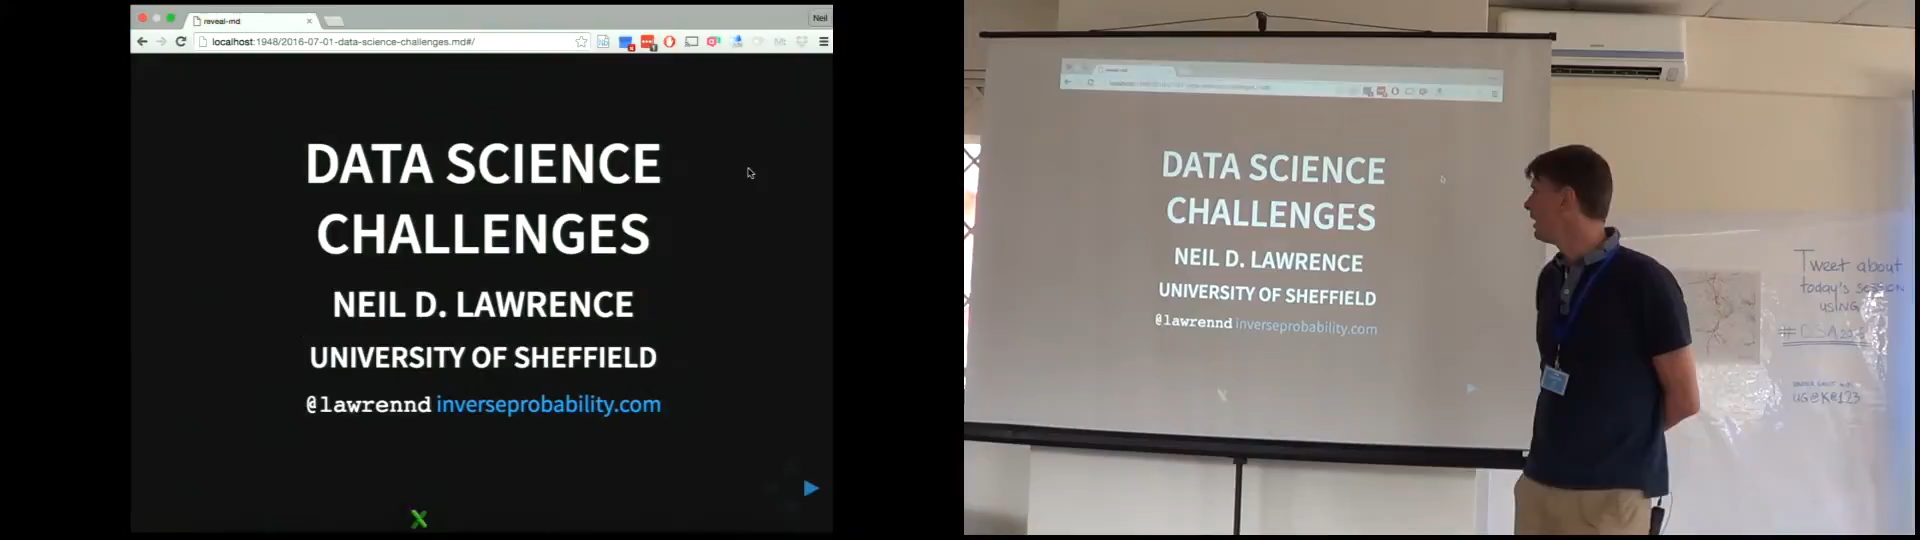 reveal-md
Neil
localhost:1948/2016-07-01-data-science-challenges.md#/
DATA SCIENCE
CHALLENGES
NEIL D. LAWRENCE
UNIVERSITY OF SHEFFIELD
@lawrennd inverseprobability.com
DATA SCIENCE
CHALLENGES
NEIL D. LAWRENCE
UNIVERSITY OF SHEFFIELD
@lawrennd inverseprobability.com
Tweet about
today's session
using